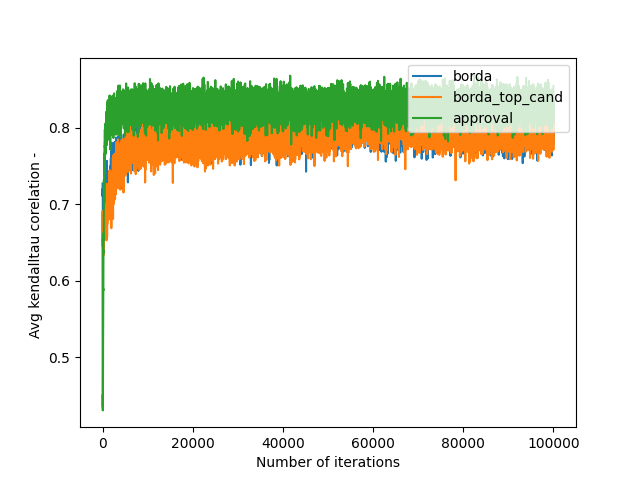 borda
borda_top_cand
approval
0.8
0.7
0.6
0.5
Avg kendalltau corelation -
0
20000
40000
60000
80000
100000
Number of iterations